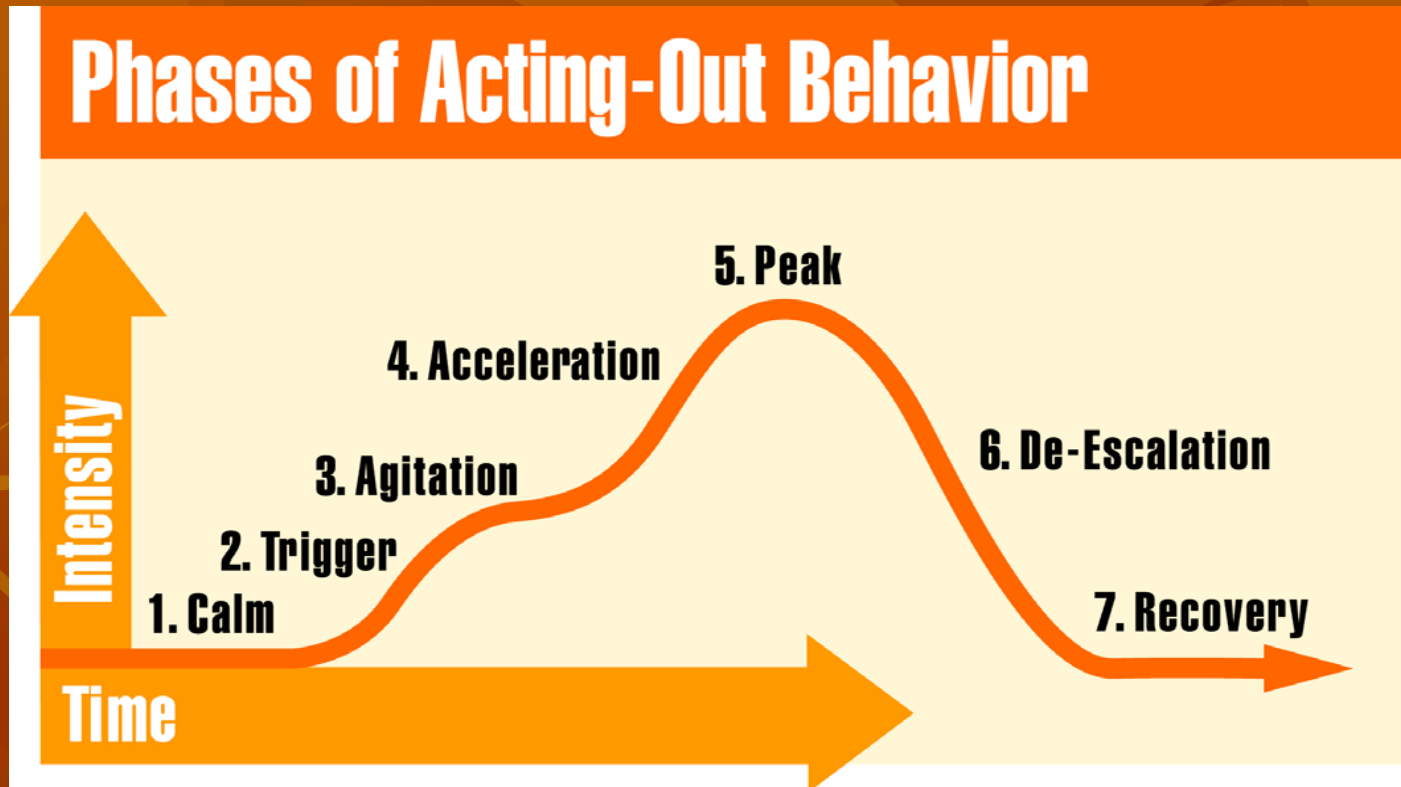 Phases of Acting-Out Behavior
5. Peak
4. Acceleration
3. Agitation
6. De-Escalation
2. Trigger
1. Calm
7. Recovery
Intensity
Time